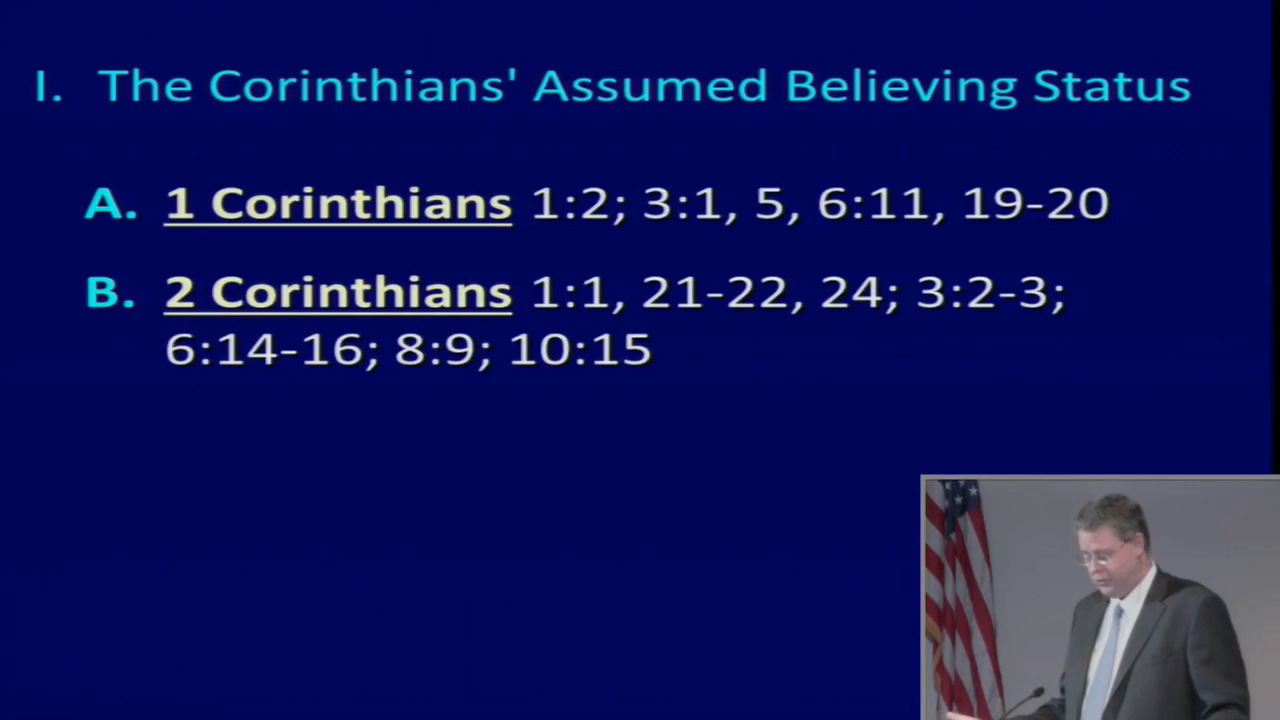 I. The Corinthians' Assumed Believing Status
A. 1 Corinthians 1:2; 3:1, 5, 6:11, 19-20
B. 2 Corinthians 1:1, 21-22, 24; 3:2-3;
6:14-16; 8:9; 10:15